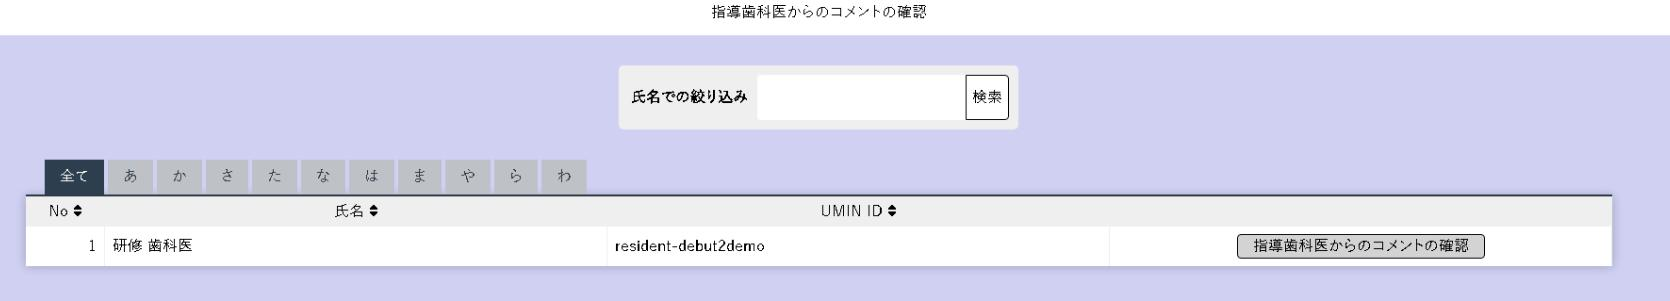 指導歯科医からのコメントの確認
氏名での絞り込み 検索
全て あ か さ た な は ま や ら わ
No 氏名 UMIN ID
1 研修 歯科医 resident-debut2demo 指導歯科医からのコメントの確認